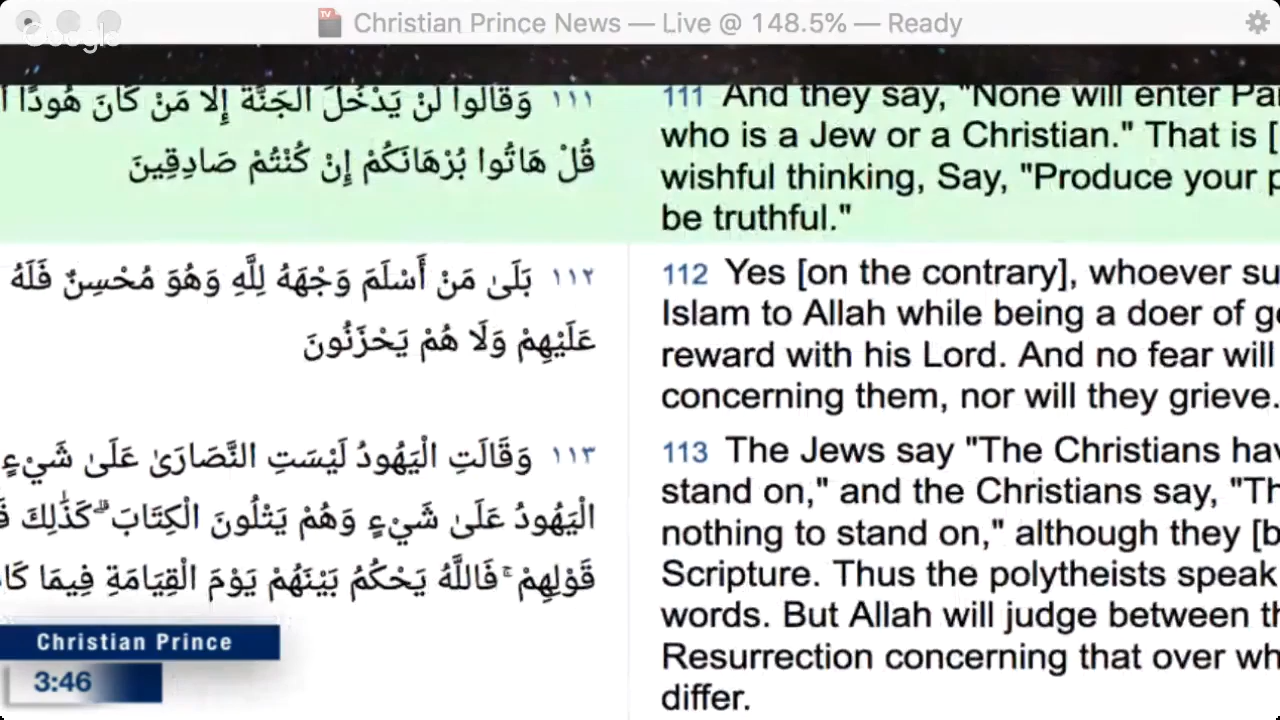 Christian Prince News — Live @ 148.5% — Ready
Google
١١١ وَقَالُوا لَنْ يَدْخُلَ الْجَنَّةَ إِلَّا مَنْ كَانَ هُودًا
قُلْ هَاتُوا بُرْهَانَكُمْ إِنْ كُنْتُمْ صَادِقِينَ
١١٢ بَلَىٰ مَنْ أَسْلَمَ وَجْهَهُ لِلَّهِ وَهُوَ مُحْسِنٌ فَلَهُ
عَلَيْهِمْ وَلَا هُمْ يَحْزَنُونَ
١١٣ وَقَالَتِ الْيَهُودُ لَيْسَتِ النَّصَارَىٰ عَلَىٰ شَيْءٍ
الْيَهُودُ عَلَىٰ شَيْءٍ وَهُمْ يَتْلُونَ الْكِتَابَ ۗ كَذَٰلِكَ
قَوْلِهِمْ ۚ فَاللَّهُ يَحْكُمُ بَيْنَهُمْ يَوْمَ الْقِيَامَةِ فِيمَا
111 And they say, "None will enter
who is a Jew or a Christian." That is [
wishful thinking, Say, "Produce your
be truthful."
112 Yes [on the contrary], whoever
Islam to Allah while being a doer of
reward with his Lord. And no fear will
concerning them, nor will they grieve.
113 The Jews say "The Christians
stand on," and the Christians say,
nothing to stand on," although they
Scripture. Thus the polytheists speak
words. But Allah will judge between
Resurrection concerning that over
differ.
Christian Prince
3:46